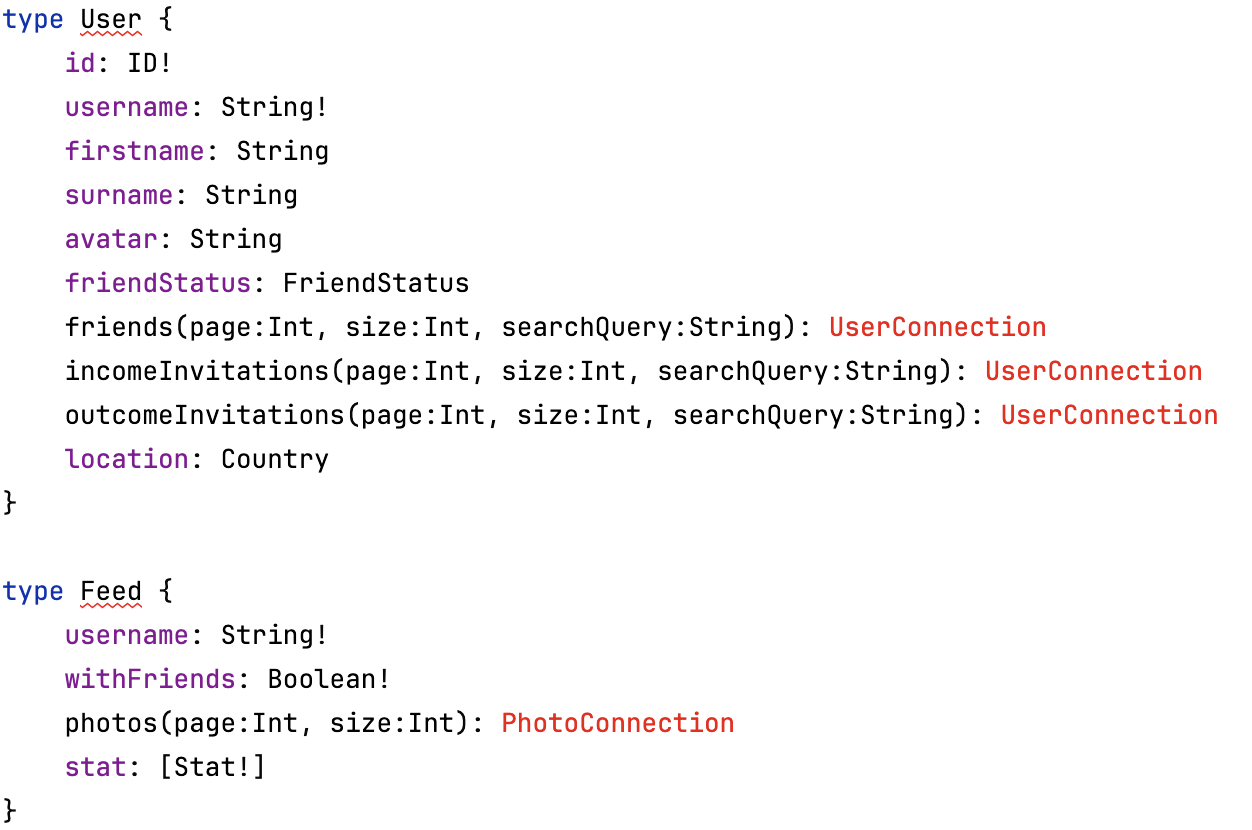 type User {
id: ID!
username: String!
firstname: String
surname: String
avatar: String
friendStatus: FriendStatus
friends(page:Int, size:Int, searchQuery:String): UserConnection
incomeInvitations(page:Int, size:Int, searchQuery:String): UserConnection
outcomeInvitations(page:Int, size:Int, searchQuery:String): UserConnection
location: Country
}
type Feed {
username: String!
withFriends: Boolean!
photos(page:Int, size:Int): PhotoConnection
stat: [Stat!]
}